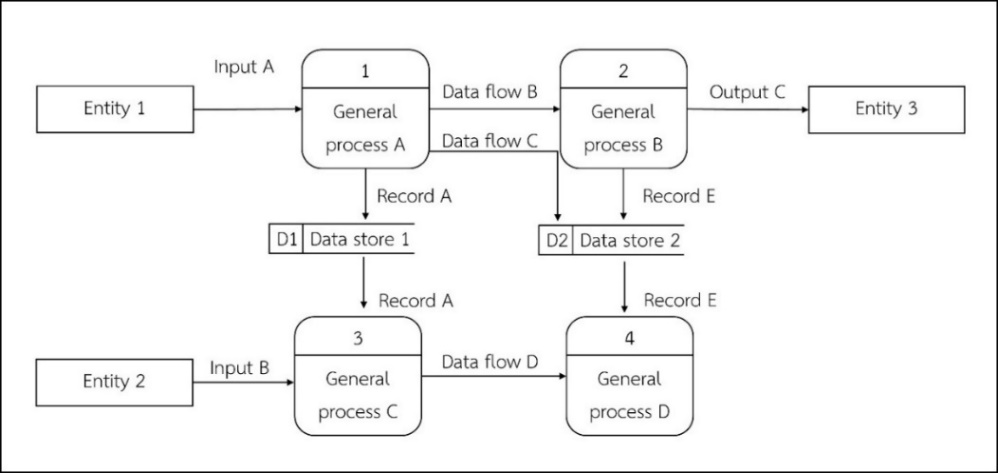 Input A
Entity 1
1
General
process A
Data flow B
Data flow C
2
General
process B
Output C
Entity 3
Record A
Record E
D1 Data store 1
D2 Data store 2
Record A
Record E
Entity 2
Input B
3
General
process C
Data flow D
4
General
process D